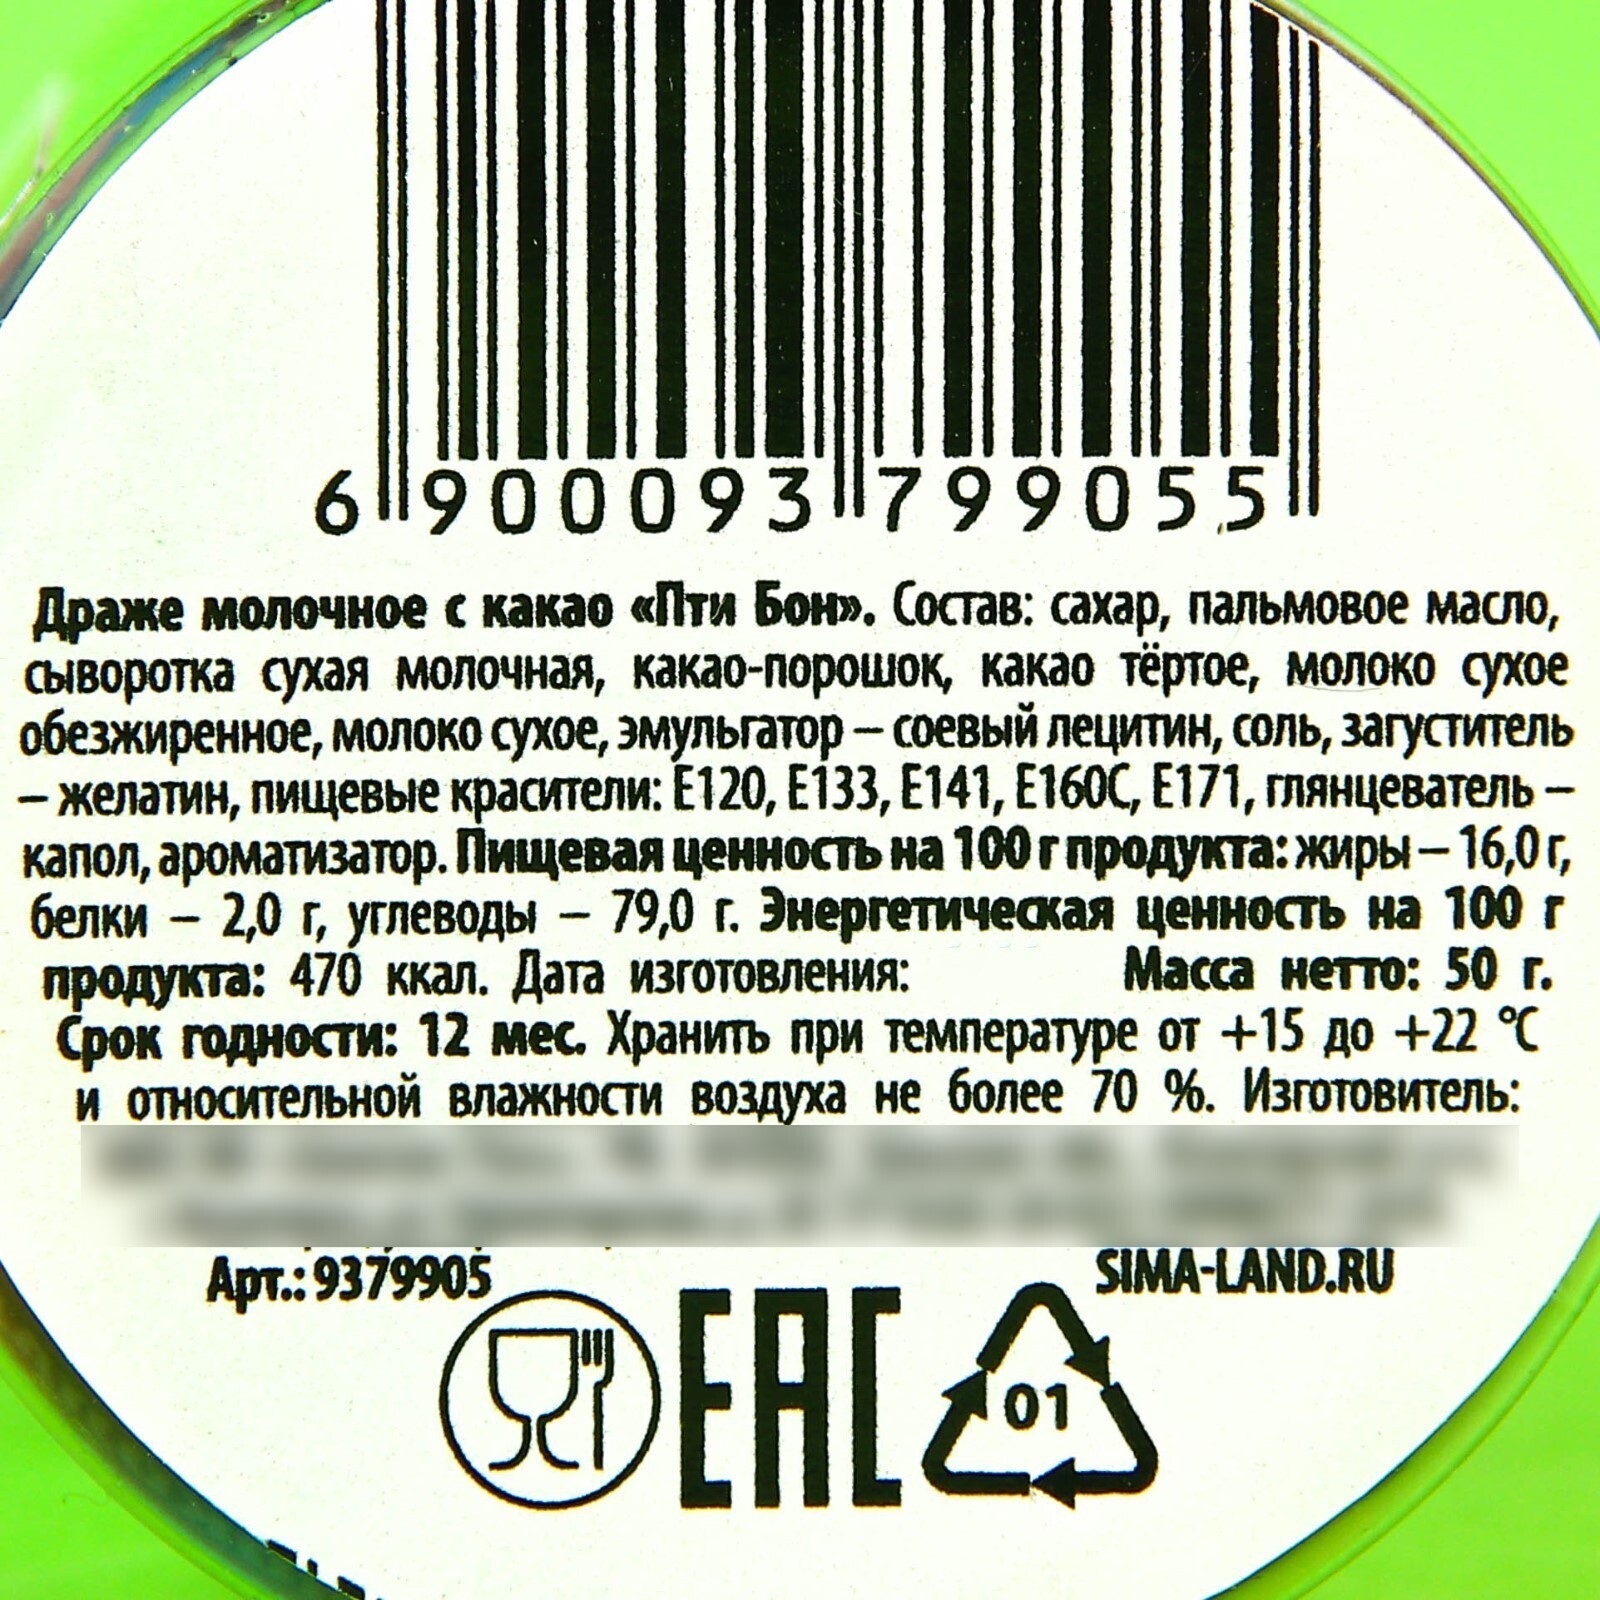 6 900093 799055
Драже молочное с какао «Пти Бон». Состав: сахар, пальмовое масло,
сыворотка сухая молочная, какао-порошок, какао тёртое, молоко сухое
обезжиренное, молоко сухое, эмульгатор – соевый лецитин, соль, загуститель
– желатин, пищевые красители: Е120, Е133, Е141, Е160С, Е171, глянцеватель –
капол, ароматизатор. Пищевая ценность на 100 г продукта: жиры – 16,0 г,
белки – 2,0 г, углеводы – 79,0 г. Энергетическая ценность на 100 г
продукта: 470 ккал. Дата изготовления: Масса нетто: 50 г.
Срок годности: 12 мес. Хранить при температуре от +15 до +22 °С
и относительной влажности воздуха не более 70 %. Изготовитель:
Арт.: 9379905 SIMA-LAND.RU
EAC 01